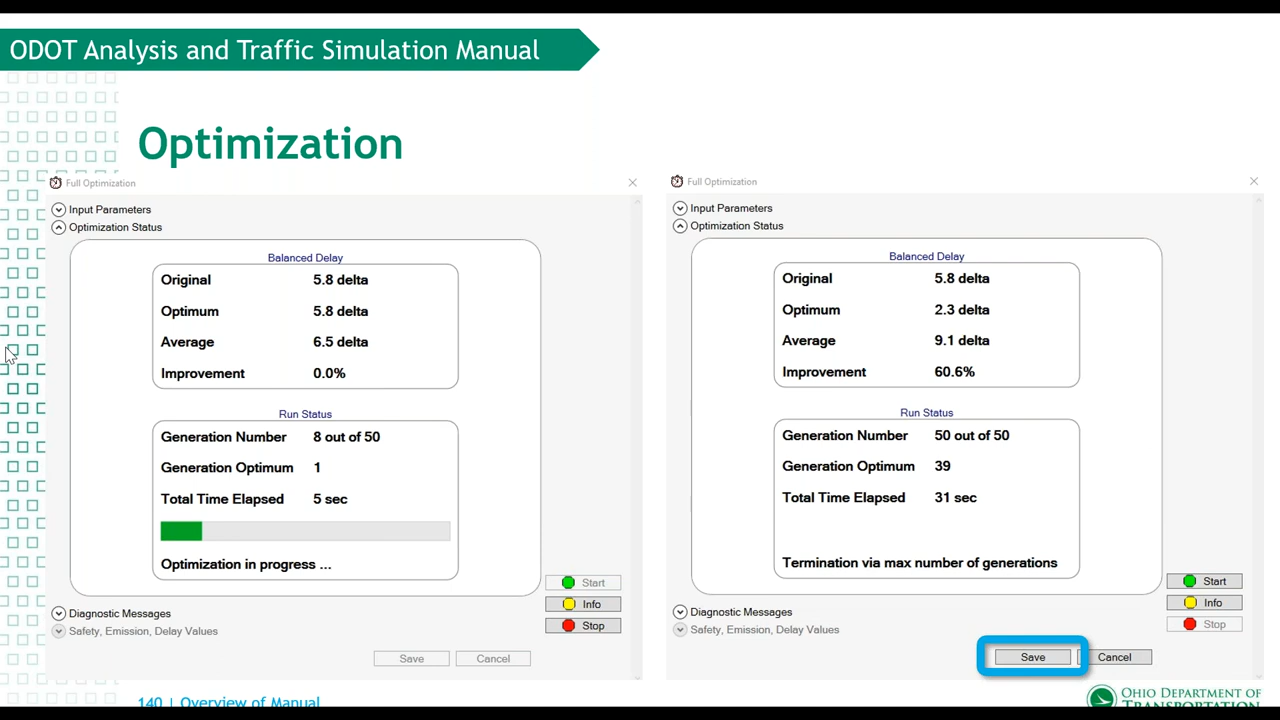 ODOT Analysis and Traffic Simulation Manual
Optimization
Full Optimization
Input Parameters
Optimization Status
Balanced Delay
Original 5.8 delta
Optimum 5.8 delta
Average 6.5 delta
Improvement 0.0%
Run Status
Generation Number 8 out of 50
Generation Optimum 1
Total Time Elapsed 5 sec
Optimization in progress ...
Start
Info
Stop
Diagnostic Messages
Safety, Emission, Delay Values
Save Cancel
Full Optimization
Input Parameters
Optimization Status
Balanced Delay
Original 5.8 delta
Optimum 2.3 delta
Average 9.1 delta
Improvement 60.6%
Run Status
Generation Number 50 out of 50
Generation Optimum 39
Total Time Elapsed 31 sec
Termination via max number of generations
Start
Info
Stop
Diagnostic Messages
Safety, Emission, Delay Values
Save Cancel
140 | Overview of Manual
OHIO DEPARTMENT OF
TRANSPORTATION